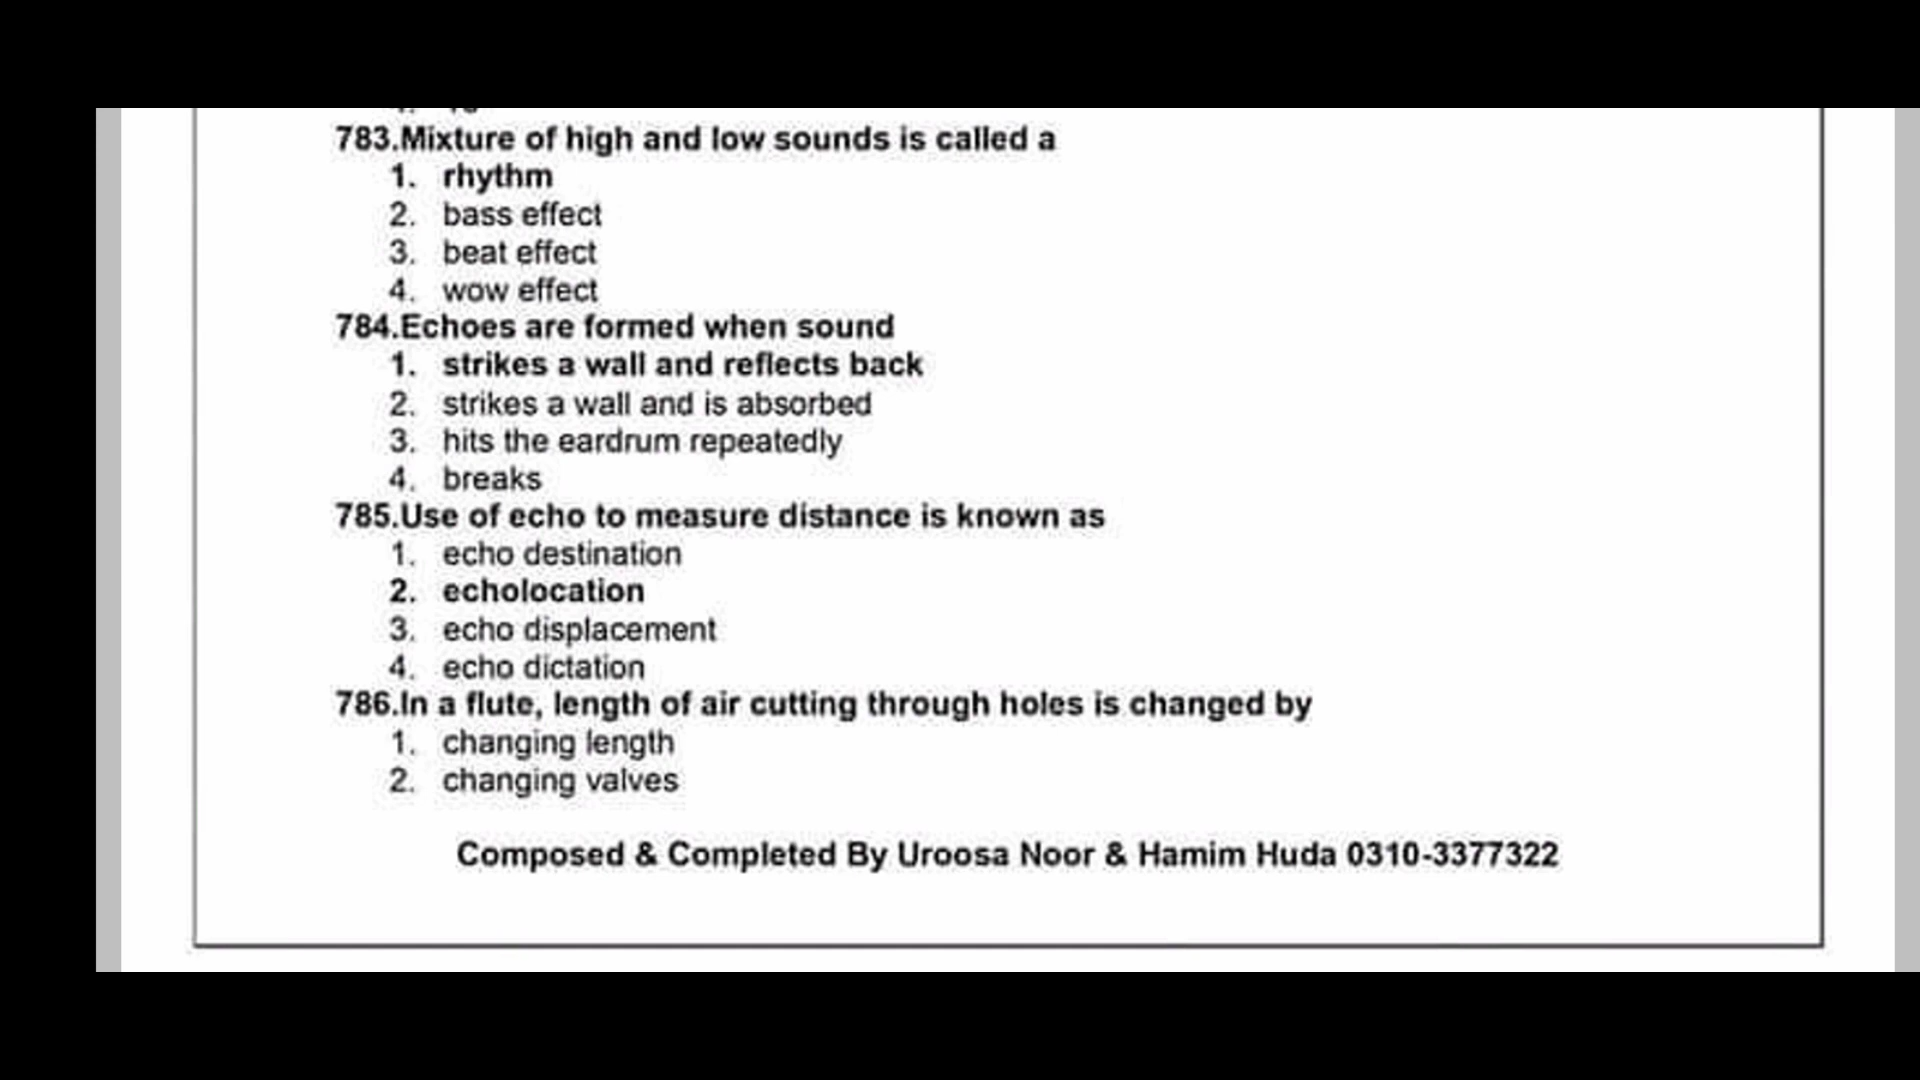 783.Mixture of high and low sounds is called a
1. rhythm
2. bass effect
3. beat effect
4. wow effect
784.Echoes are formed when sound
1. strikes a wall and reflects back
2. strikes a wall and is absorbed
3. hits the eardrum repeatedly
4. breaks
785.Use of echo to measure distance is known as
1. echo destination
2. echolocation
3. echo displacement
4. echo dictation
786.In a flute, length of air cutting through holes is changed by
1. changing length
2. changing valves
Composed & Completed By Uroosa Noor & Hamim Huda 0310-3377322